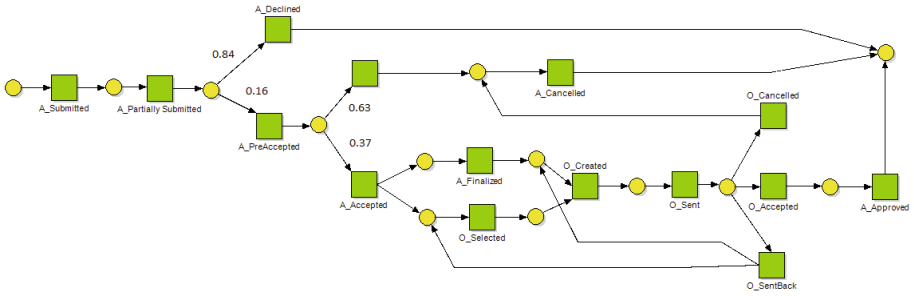 A_Declined
0.84
A_Submitted
A_Partially Submitted
0.16
A_PreAccepted
0.63
A_Cancelled
O_Cancelled
0.37
A_Accepted
A_Finalized
O_Created
O_Selected
O_Sent
O_Accepted
A_Approved
O_SentBack